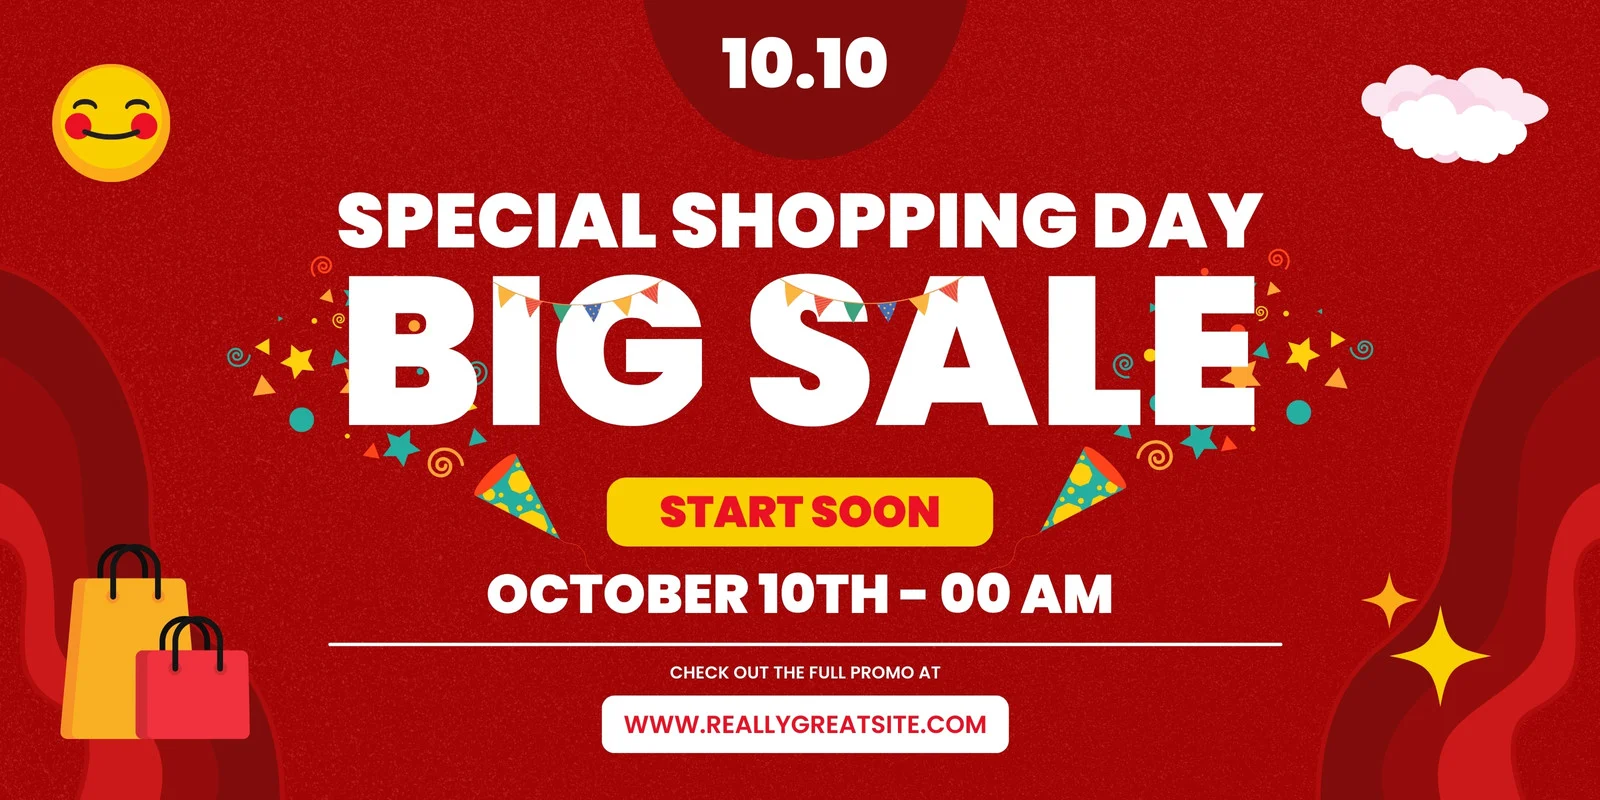 10.10
SPECIAL SHOPPING DAY
BIG SALE
START SOON
OCTOBER 10TH – 00 AM
CHECK OUT THE FULL PROMO AT
WWW.REALLYGREATSITE.COM